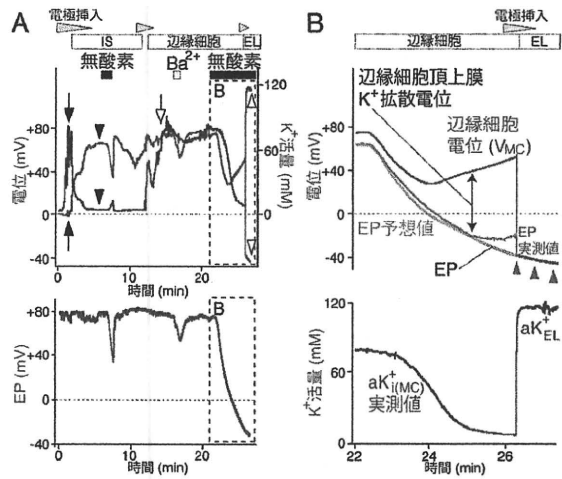 A
電極挿入
IS
辺縁細胞
EL
無酸素
Ba²⁺
無酸素
B
+80
+40
0
-40
電位 (mV)
120
60
0
K⁺活量 (mM)
0
10
20
時間 (min)
B
+80
+40
0
-40
EP (mV)
0
10
20
時間 (min)
B
電極挿入
辺縁細胞
EL
辺縁細胞頂上膜
K⁺拡散電位
辺縁細胞
電位 (VMC)
+80
+40
0
-40
電位 (mV)
EP予想値
EP
EP
実測値
120
60
0
K⁺活量 (mM)
aK⁺i(MC)
実測値
aK⁺EL
22
24
26
時間 (min)